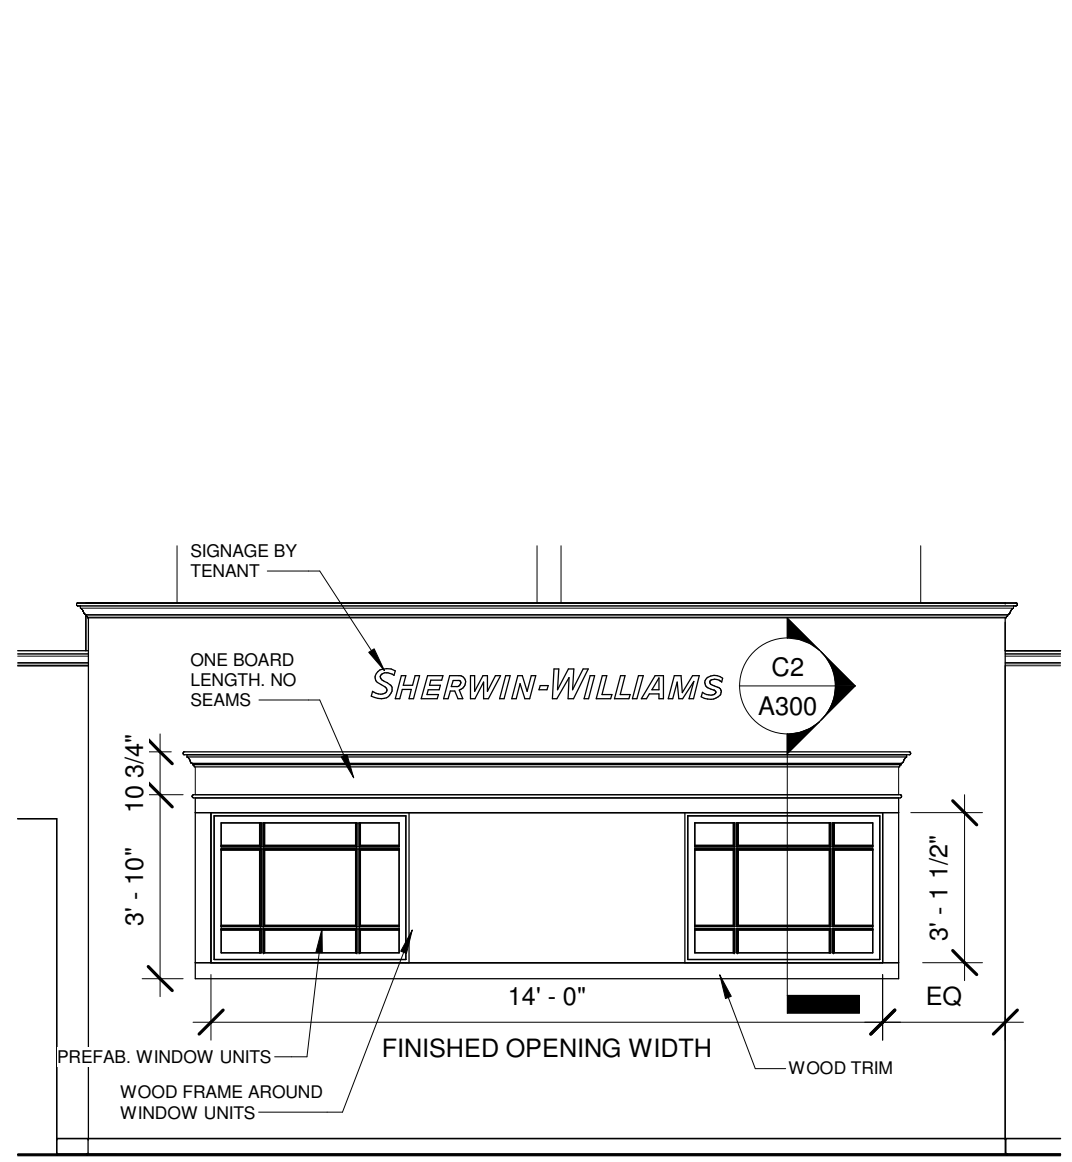 SIGNAGE BY
TENANT
ONE BOARD
LENGTH. NO
SEAMS
SHERWIN-WILLIAMS
C2
A300
10 3/4"
3' - 10"
3' - 1 1/2"
14' - 0"
EQ
FINISHED OPENING WIDTH
PREFAB. WINDOW UNITS
WOOD TRIM
WOOD FRAME AROUND
WINDOW UNITS